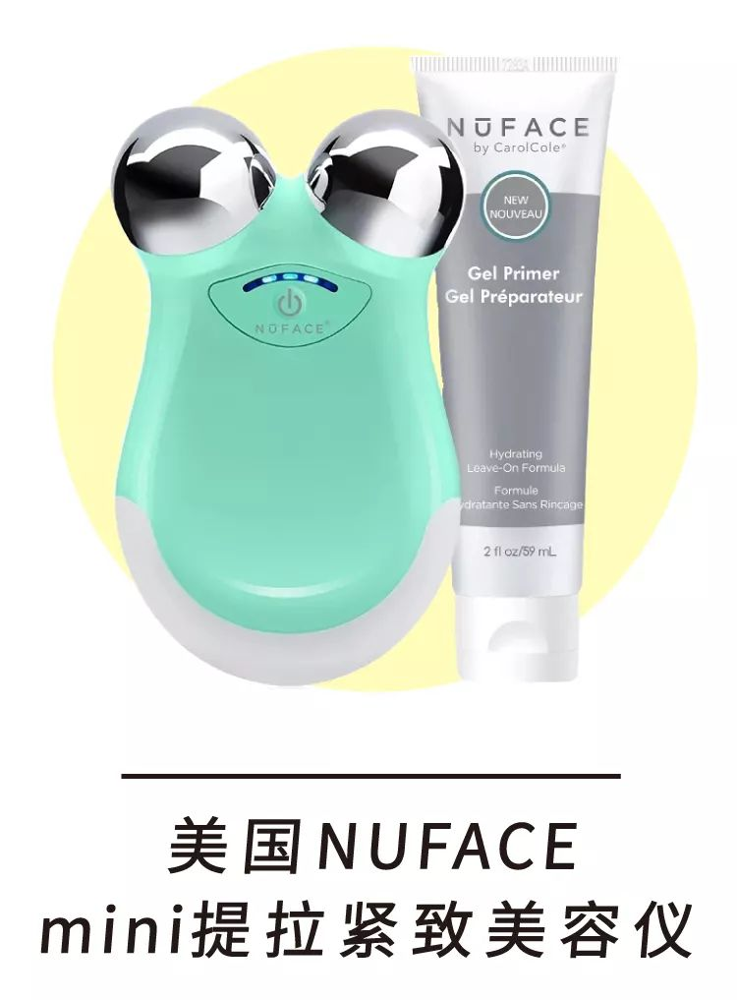 NŪFACE
by CarolCole®
NEW
NOUVEAU
Gel Primer
Gel Préparateur
NŪFACE®
Hydrating
Leave-On Formula
Formule
ydratante Sans Rincage
2 fl oz/59 mL
美国NUFACE
mini提拉紧致美容仪